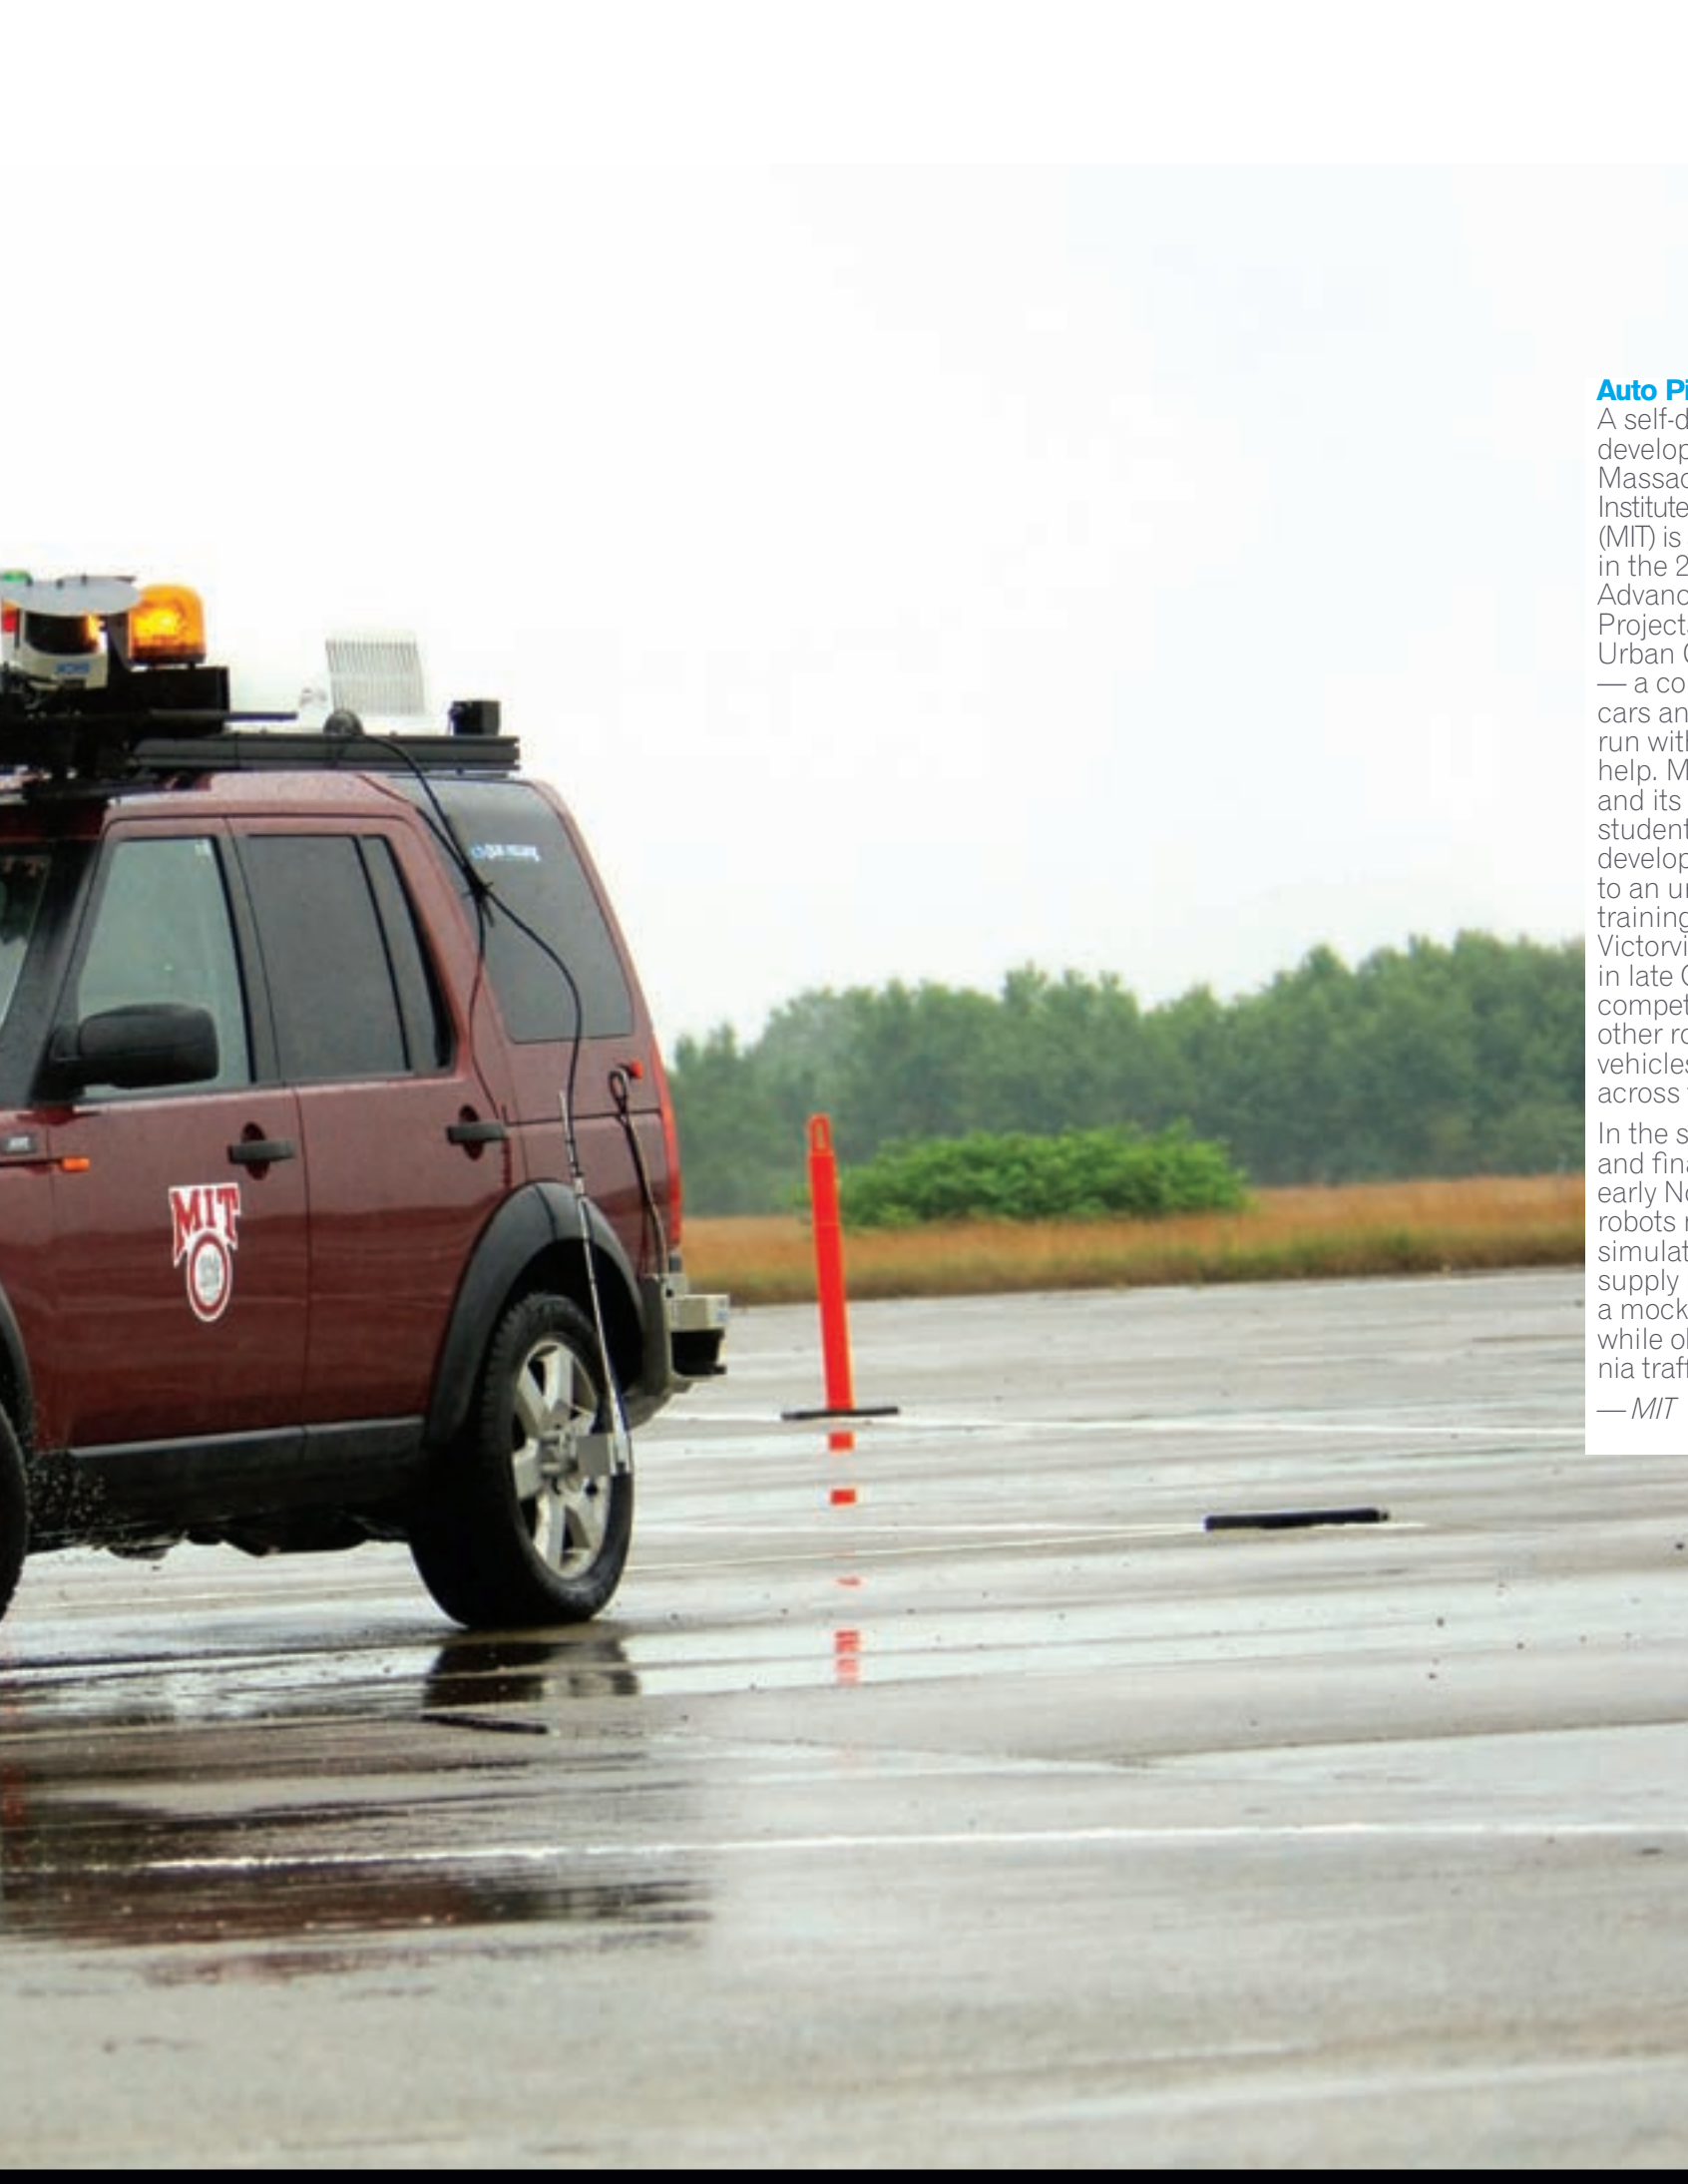 MIT
Auto Pi
A self-d
develop
Massac
Institute
(MIT) is
in the 2
Advanc
Project
Urban C
— a co
cars an
run with
help. M
and its
student
develop
to an ur
training
Victorvi
in late O
compet
other ro
vehicles
across
In the s
and fina
early No
robots
simulat
supply
a mock
while ob
nia traff
— MIT